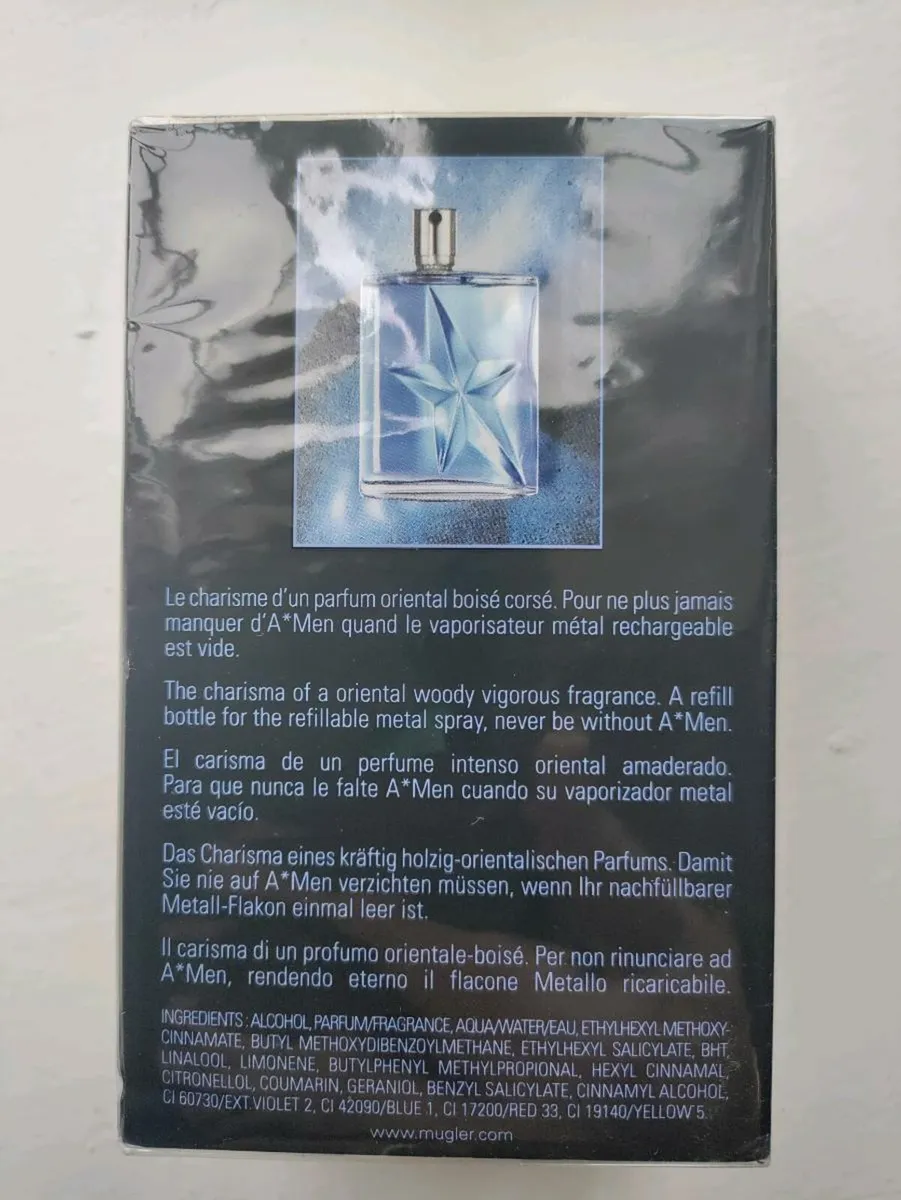 Le charisme d'un parfum oriental boisé corsé. Pour ne plus jamais
manquer d'A*Men quand le vaporisateur métal rechargeable
est vide.
The charisma of a oriental woody vigorous fragrance. A refill
bottle for the refillable metal spray, never be without A*Men.
El carisma de un perfume intenso oriental amaderado.
Para que nunca le falte A*Men cuando su vaporizador metal
esté vacío.
Das Charisma eines kräftig holzig-orientalischen Parfums. Damit
Sie nie auf A*Men verzichten müssen, wenn Ihr nachfüllbarer
Metall-Flakon einmal leer ist.
Il carisma di un profumo orientale-boisé. Per non rinunciare ad
A*Men, rendendo eterno il flacone Metallo ricaricabile.
INGREDIENTS : ALCOHOL, PARFUM/FRAGRANCE, AQUA/WATER/EAU, ETHYLHEXYL METHOXY-
CINNAMATE, BUTYL METHOXYDIBENZOYLMETHANE, ETHYLHEXYL SALICYLATE, BHT,
LINALOOL, LIMONENE, BUTYLPHENYL METHYLPROPIONAL, HEXYL CINNAMAL,
CITRONELLOL, COUMARIN, GERANIOL, BENZYL SALICYLATE, CINNAMYL ALCOHOL,
CI 60730/EXT.VIOLET 2, CI 42090/BLUE 1, CI 17200/RED 33, CI 19140/YELLOW 5.
www.mugler.com